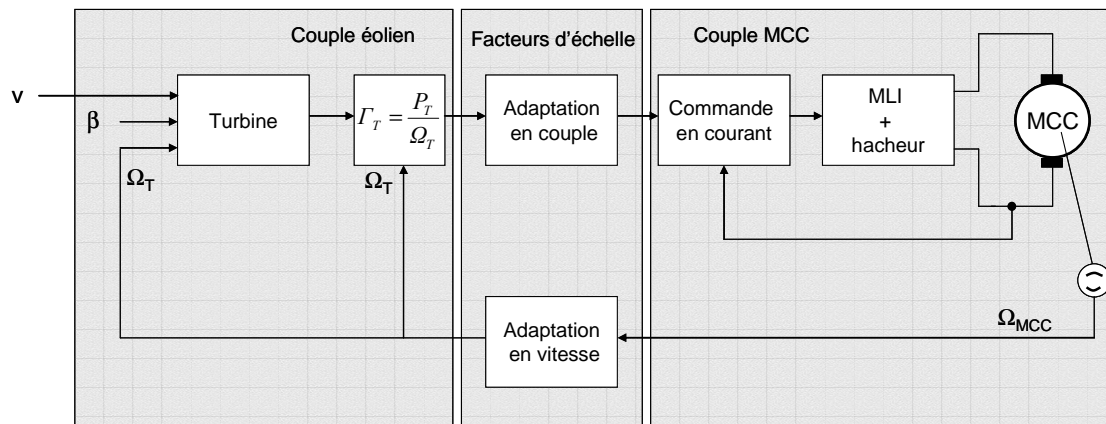 Couple éolien
Facteurs d'échelle
Couple MCC
v
β
Ω_T
Turbine
Γ_T = P_T / Ω_T
Ω_T
Adaptation
en couple
Commande
en courant
MLI
+
hacheur
MCC
Adaptation
en vitesse
Ω_MCC